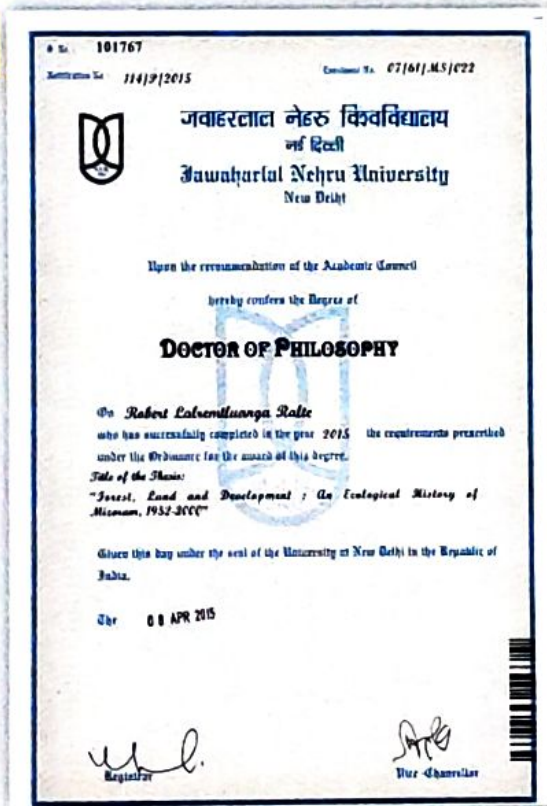 101767
114/P/2015
07/61/MS/022
जवाहरलाल नेहरु विश्वविद्यालय
नई दिल्ली
Jawaharlal Nehru University
New Delhi
Upon the recommendation of the Academic Council
hereby confers the Degree of
DOCTOR OF PHILOSOPHY
On Robert Lalremtluanga Ralte
who has successfully completed in the year 2015 the requirements prescribed
under the Ordinance for the award of this degree.
Title of the Thesis:
"Forest, Land and Development : An Ecological History of
Mizoram, 1952-2000"
Given this day under the seal of the University at New Delhi in the Republic of
India.
The 08 APR 2015
Registrar
Vice-Chancellor